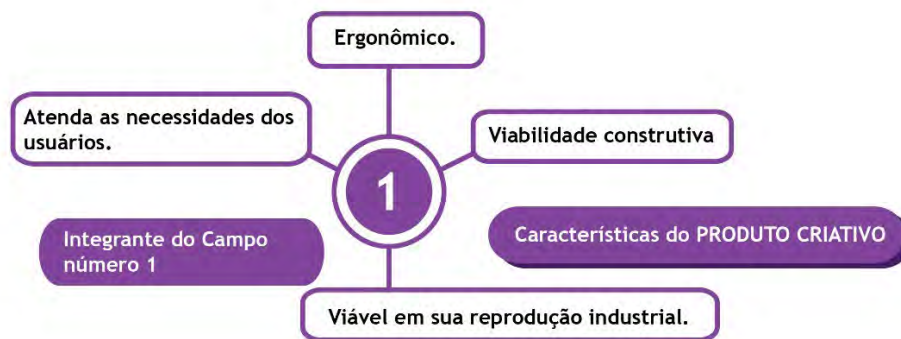 Ergonômico.
Atenda as necessidades dos
usuários.
Viabilidade construtiva
1
Integrante do Campo
número 1
Características do PRODUTO CRIATIVO
Viável em sua reprodução industrial.